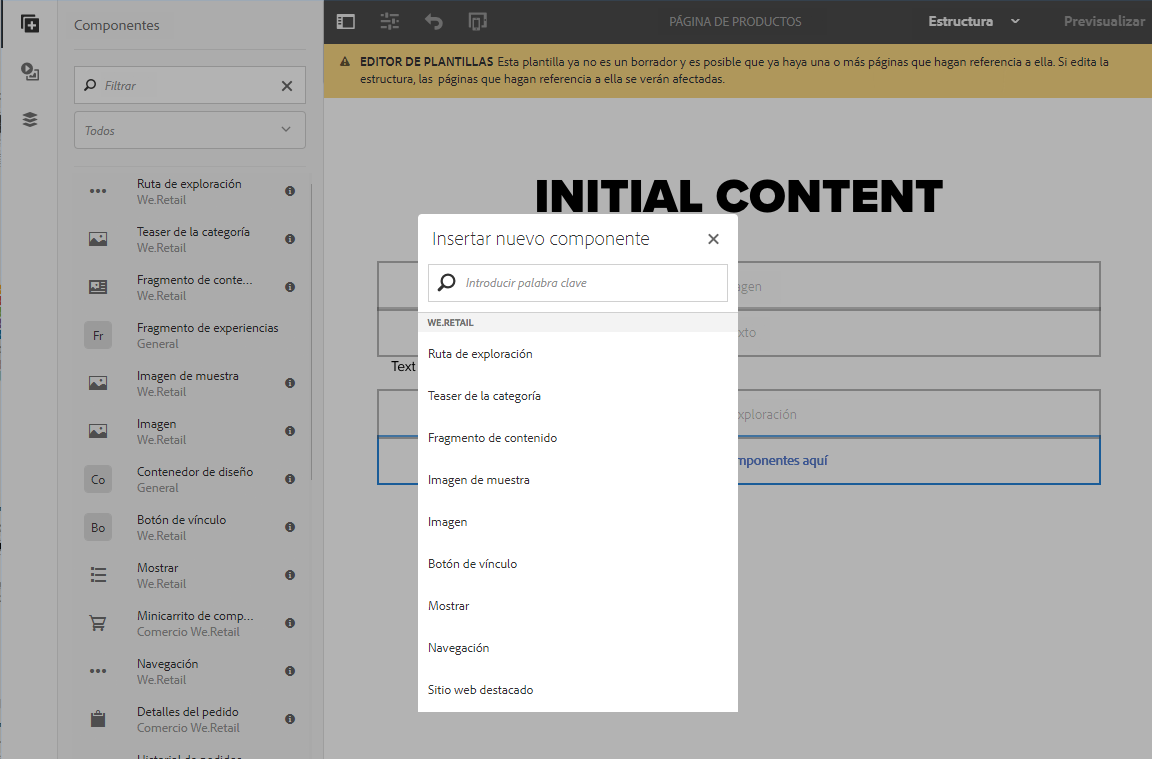 Componentes
Filtrar
Todos
Ruta de exploración
We.Retail
Teaser de la categoría
We.Retail
Fragmento de conte...
We.Retail
Fr
Fragmento de experiencias
General
Imagen de muestra
We.Retail
Imagen
We.Retail
Co
Contenedor de diseño
General
Bo
Botón de vínculo
We.Retail
Mostrar
We.Retail
Minicarrito de comp...
Comercio We.Retail
Navegación
We.Retail
Detalles del pedido
Comercio We.Retail
Historial de pedidos
PÁGINA DE PRODUCTOS
Estructura
Previsualizar
EDITOR DE PLANTILLAS Esta plantilla ya no es un borrador y es posible que ya haya una o más páginas que hagan referencia a ella. Si edita la
estructura, las páginas que hagan referencia a ella se verán afectadas.
INITIAL CONTENT
Insertar nuevo componente
Introducir palabra clave
WE.RETAIL
Ruta de exploración
Teaser de la categoría
Fragmento de contenido
Imagen de muestra
Imagen
Botón de vínculo
Mostrar
Navegación
Sitio web destacado
agen
xto
Text
xploración
mponentes aquí